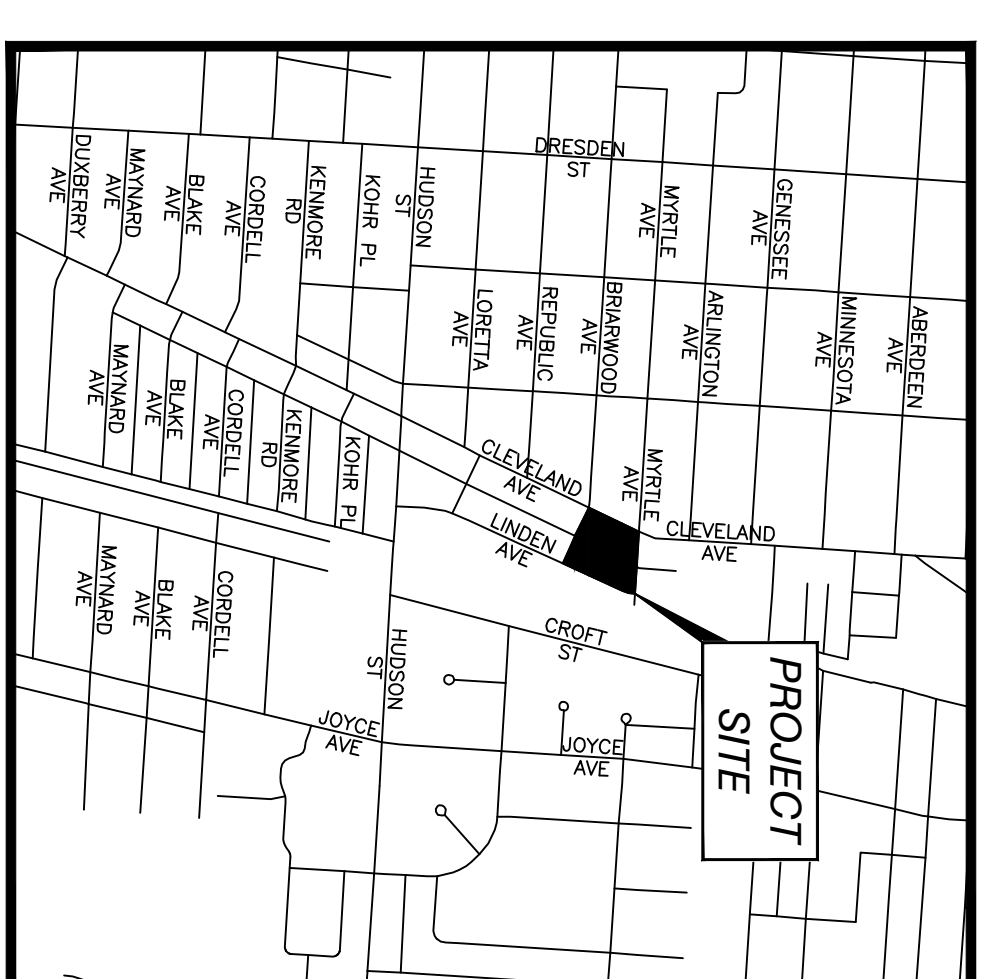 DRESDEN
ST
DUXBERRY
AVE
MAYNARD
AVE
BLAKE
AVE
CORDELL
AVE
KENMORE
RD
KOHR PL
HUDSON
ST
MYRTLE
AVE
GENESSEE
AVE
LORETTA
AVE
REPUBLIC
AVE
BRIARWOOD
AVE
ARLINGTON
AVE
MINNESOTA
AVE
ABERDEEN
AVE
MAYNARD
AVE
BLAKE
AVE
CORDELL
AVE
KENMORE
RD
KOHR PL
CLEVELAND
AVE
MYRTLE
AVE
CLEVELAND
AVE
LINDEN
AVE
MAYNARD
AVE
BLAKE
AVE
CORDELL
AVE
HUDSON
ST
CROFT
ST
JOYCE
AVE
JOYCE
AVE
PROJECT
SITE